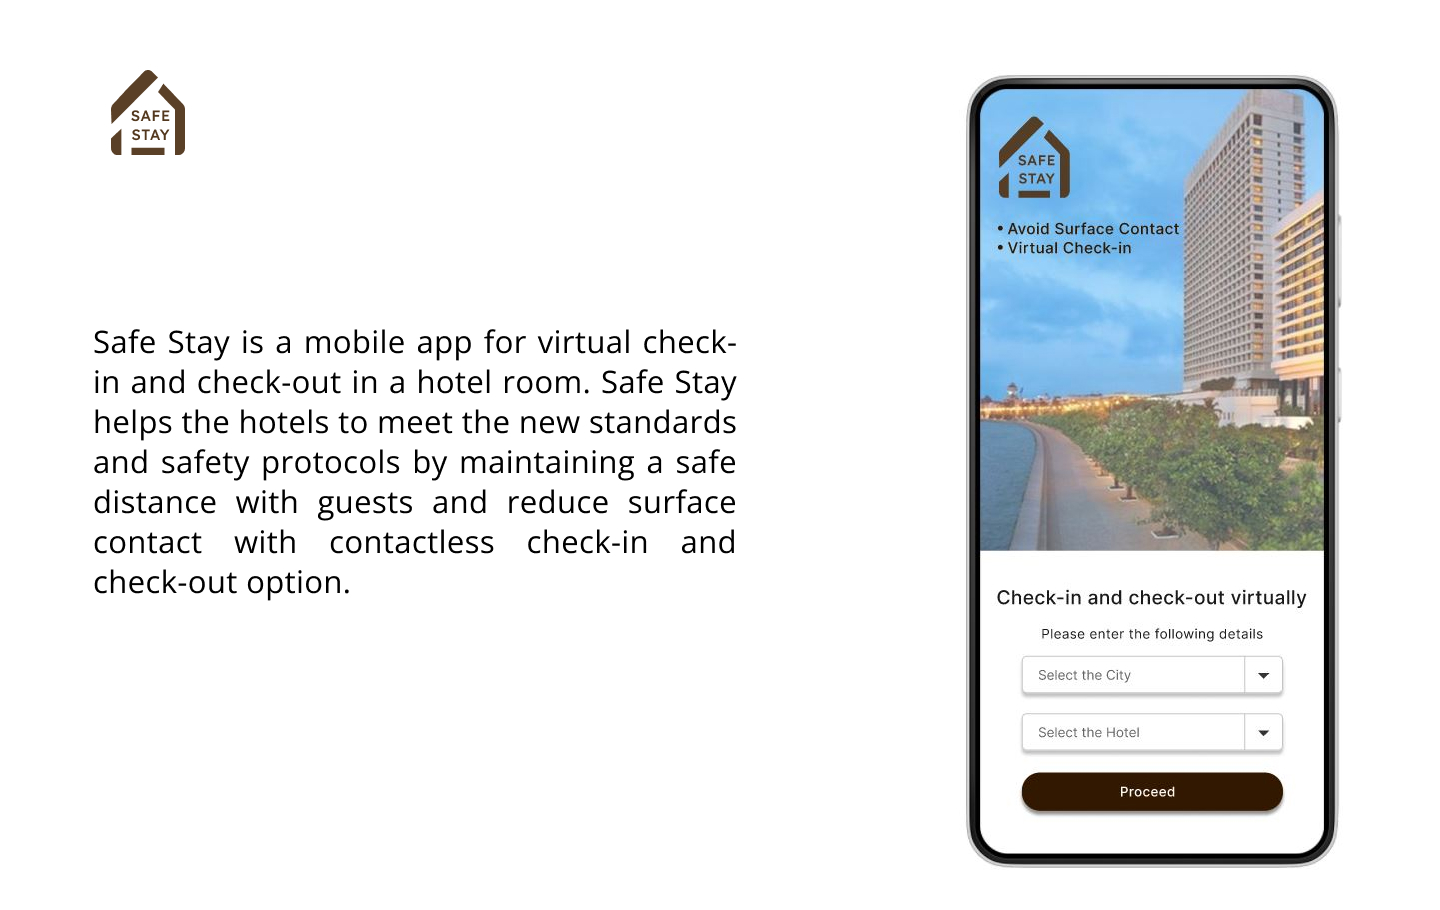 SAFE
STAY
Safe Stay is a mobile app for virtual check-
in and check-out in a hotel room. Safe Stay
helps the hotels to meet the new standards
and safety protocols by maintaining a safe
distance with guests and reduce surface
contact with contactless check-in and
check-out option.
SAFE
STAY
• Avoid Surface Contact
• Virtual Check-in
Check-in and check-out virtually
Please enter the following details
Select the City
Select the Hotel
Proceed